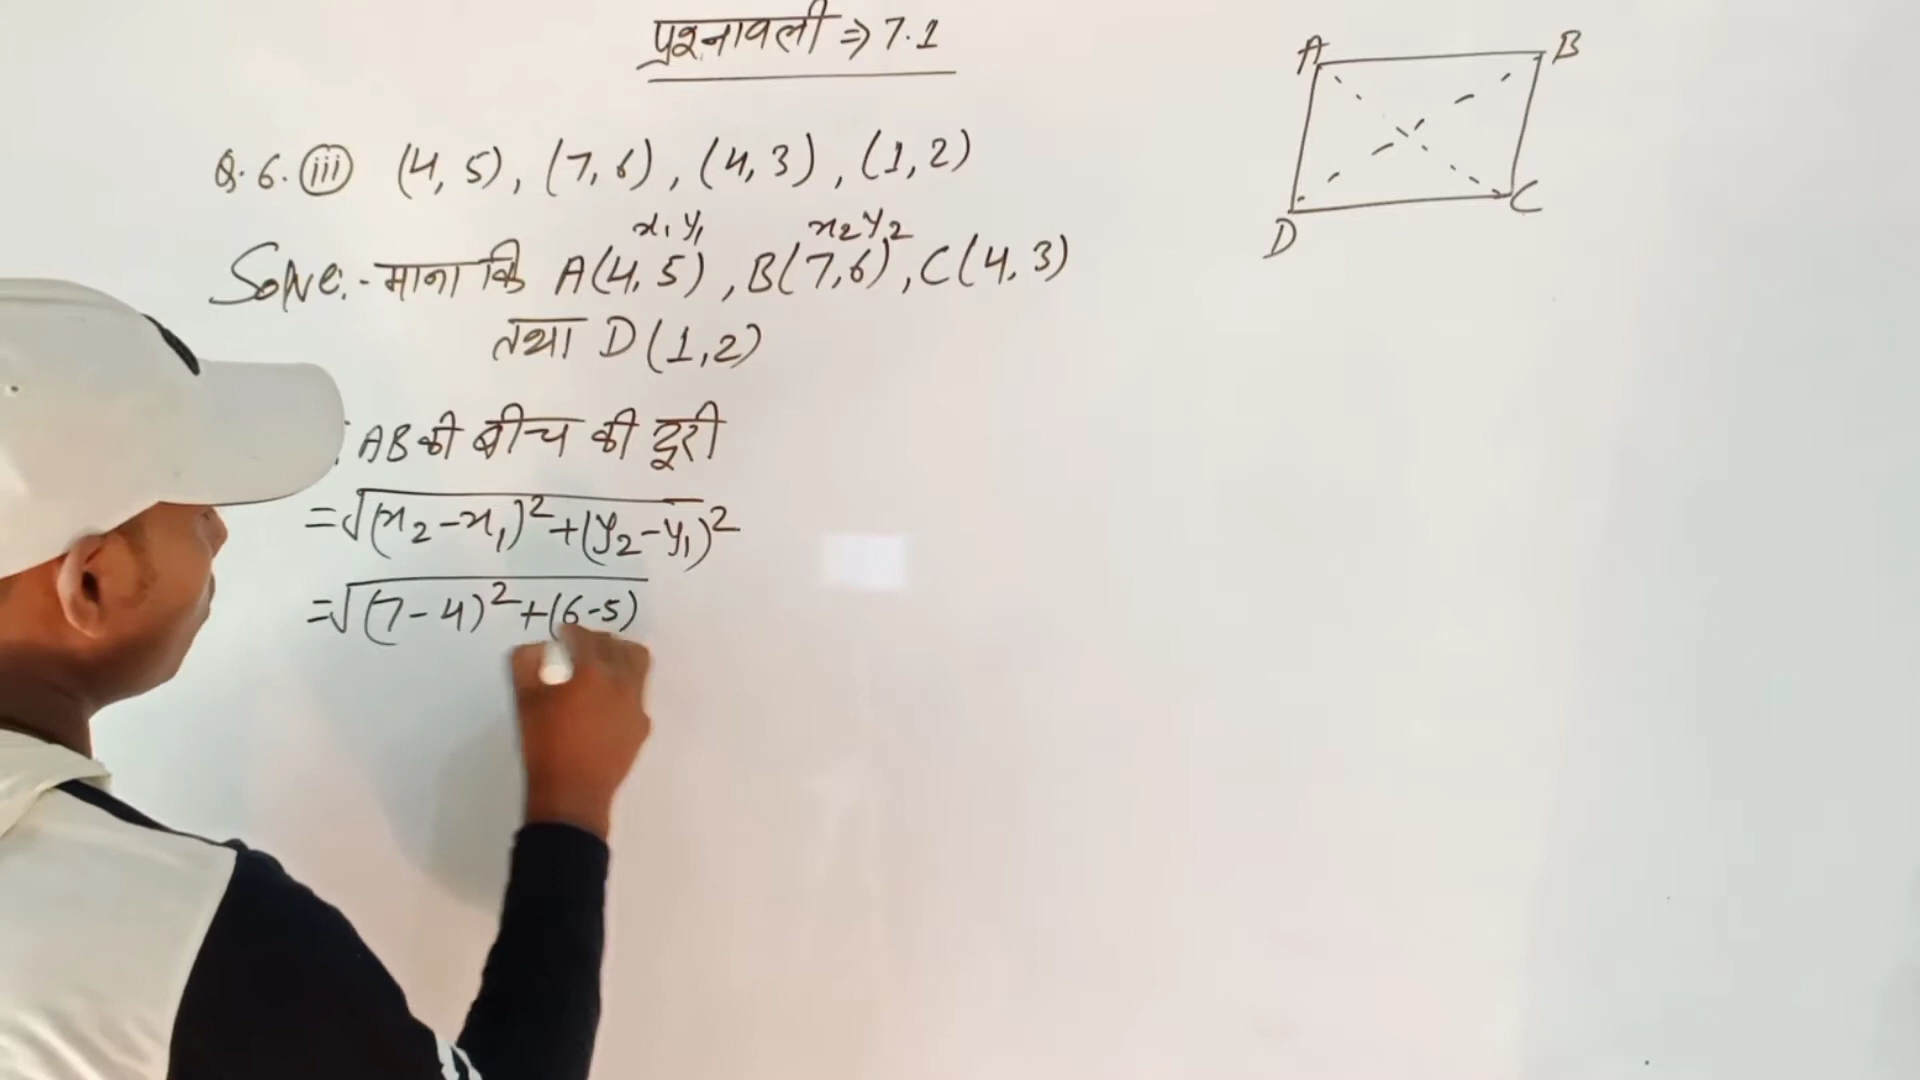 प्रश्नावली ⇒ 7.1
Q.6. (iii) (4, 5), (7, 6), (4, 3), (1, 2)
x₁ y₁ x₂ y₂
Solve:- माना कि A(4, 5), B(7, 6), C(4, 3)
तथा D(1, 2)
AB की बीच की दूरी
=√(x₂-x₁)²+(y₂-y₁)²
=√(7-4)²+(6-5)
A B
D C